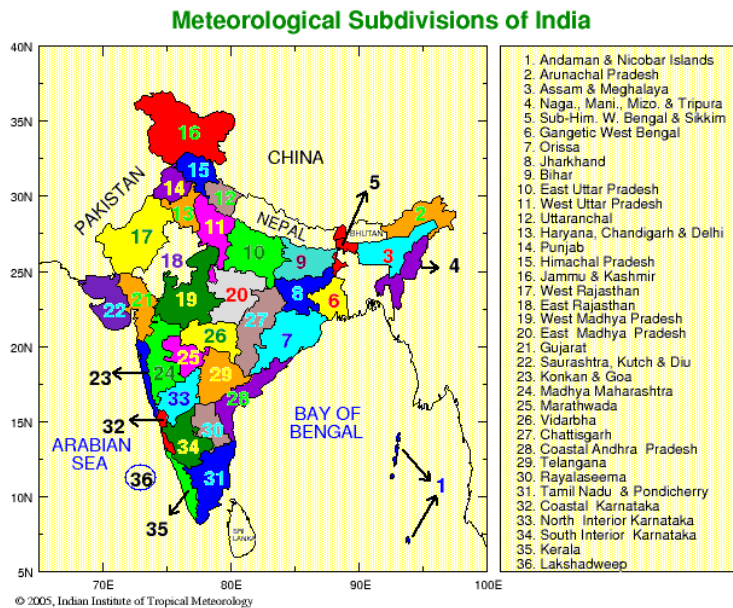 Meteorological Subdivisions of India
40N
35N
30N
25N
20N
15N
10N
5N
70E
80E
90E
100E
CHINA
PAKISTAN
NEPAL
BHUTAN
BAY OF
BENGAL
ARABIAN
SEA
SRI
LANKA
16
15
14
13
12
11
17
18
10
9
5
2
3
4
22
21
19
20
8
6
27
7
26
25
24
23
29
28
33
32
30
34
31
36
35
1
1. Andaman & Nicobar Islands
2. Arunachal Pradesh
3. Assam & Meghalaya
4. Naga., Mani., Mizo. & Tripura
5. Sub-Him. W. Bengal & Sikkim
6. Gangetic West Bengal
7. Orissa
8. Jharkhand
9. Bihar
10. East Uttar Pradesh
11. West Uttar Pradesh
12. Uttaranchal
13. Haryana, Chandigarh & Delhi
14. Punjab
15. Himachal Pradesh
16. Jammu & Kashmir
17. West Rajasthan
18. East Rajasthan
19. West Madhya Pradesh
20. East Madhya Pradesh
21. Gujarat
22. Saurashtra, Kutch & Diu
23. Konkan & Goa
24. Madhya Maharashtra
25. Marathwada
26. Vidarbha
27. Chattisgarh
28. Coastal Andhra Pradesh
29. Telangana
30. Rayalaseema
31. Tamil Nadu & Pondicherry
32. Coastal Karnataka
33. North Interior Karnataka
34. South Interior Karnataka
35. Kerala
36. Lakshadweep
© 2005, Indian Institute of Tropical Meteorology